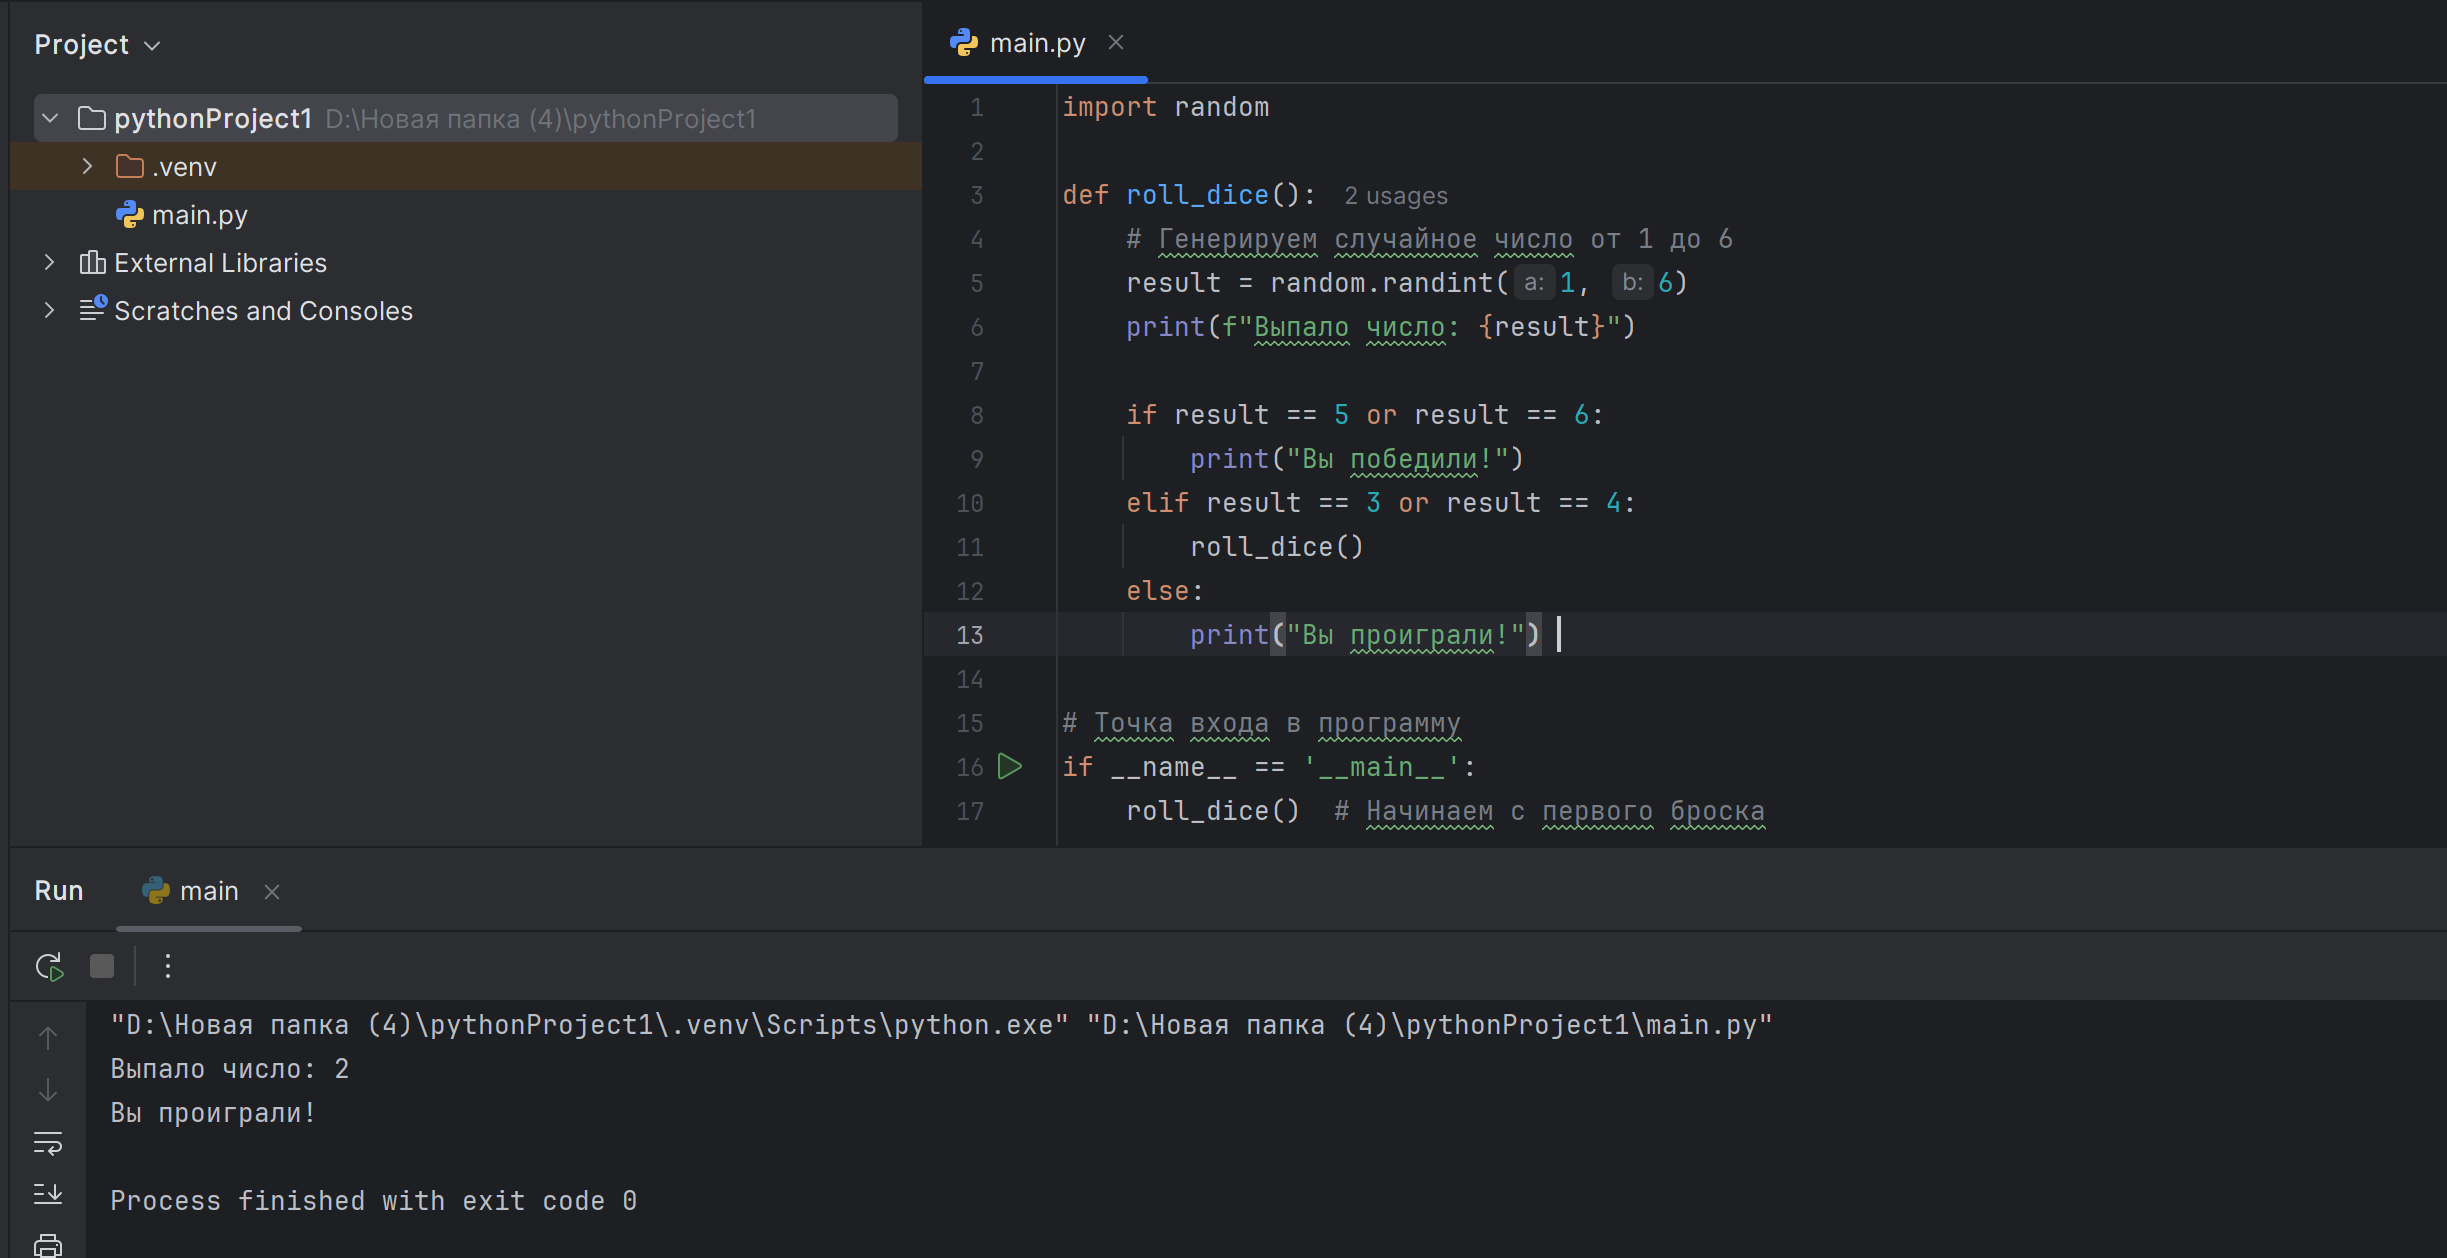 Project
pythonProject1 D:\Новая папка (4)\pythonProject1
.venv
main.py
External Libraries
Scratches and Consoles
main.py
1 import random
2
3 def roll_dice(): 2 usages
4 # Генерируем случайное число от 1 до 6
5 result = random.randint(a: 1, b: 6)
6 print(f"Выпало число: {result}")
7
8 if result == 5 or result == 6:
9 print("Вы победили!")
10 elif result == 3 or result == 4:
11 roll_dice()
12 else:
13 print("Вы проиграли!")
14
15 # Точка входа в программу
16 if __name__ == '__main__':
17 roll_dice() # Начинаем с первого броска
Run main
"D:\Новая папка (4)\pythonProject1\.venv\Scripts\python.exe" "D:\Новая папка (4)\pythonProject1\main.py"
Выпало число: 2
Вы проиграли!
Process finished with exit code 0